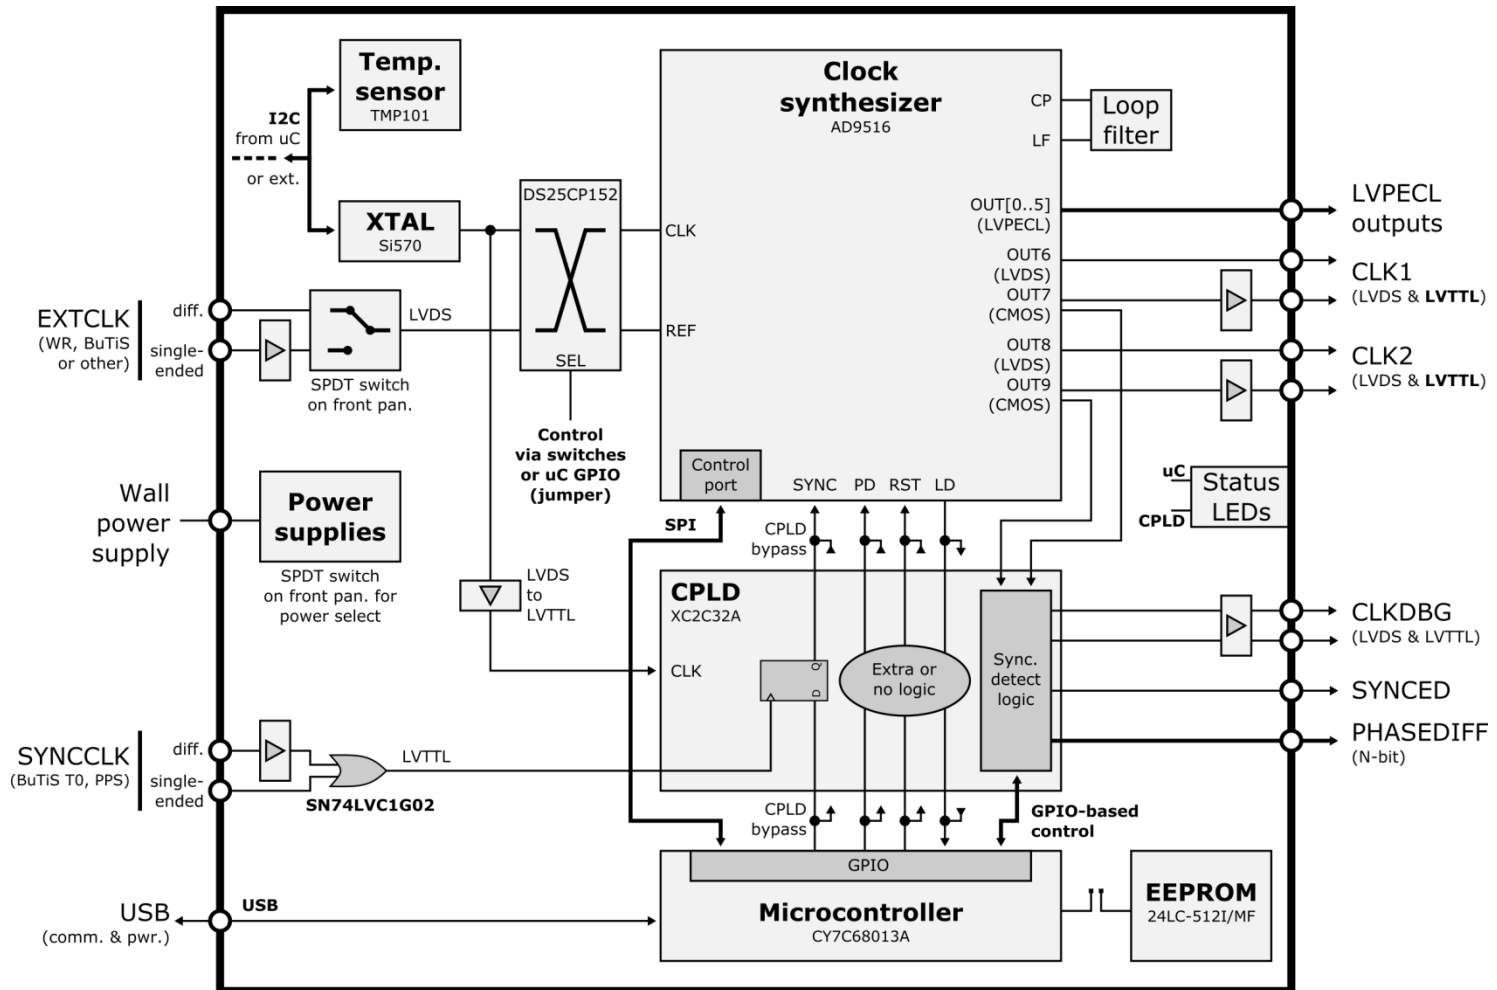 Temp.
sensor
TMP101
I2C
from uC
or ext.
XTAL
Si570
DS25CP152
SEL
Control
via switches
or uC GPIO
(jumper)
EXTCLK
(WR, BuTiS
or other)
diff.
single-
ended
SPDT switch
on front pan.
LVDS
Clock
synthesizer
AD9516
CLK
REF
CP
LF
Loop
filter
OUT[0..5]
(LVPECL)
OUT6
(LVDS)
OUT7
(CMOS)
OUT8
(LVDS)
OUT9
(CMOS)
LVPECL
outputs
CLK1
(LVDS & LVTTL)
CLK2
(LVDS & LVTTL)
Control
port
SYNC
PD
RST
LD
SPI
CPLD
bypass
uC
CPLD
Status
LEDs
Wall
power
supply
Power
supplies
SPDT switch
on front pan. for
power select
LVDS
to
LVTTL
CPLD
XC2C32A
CLK
Q
D
Extra or
no logic
Sync.
detect
logic
CLKDBG
(LVDS & LVTTL)
SYNCED
PHASEDIFF
(N-bit)
SYNCCLK
(BuTiS T0, PPS)
diff.
single-
ended
SN74LVC1G02
LVTTL
CPLD
bypass
GPIO-based
control
GPIO
Microcontroller
CY7C68013A
EEPROM
24LC-512I/MF
USB
(comm. & pwr.)
USB